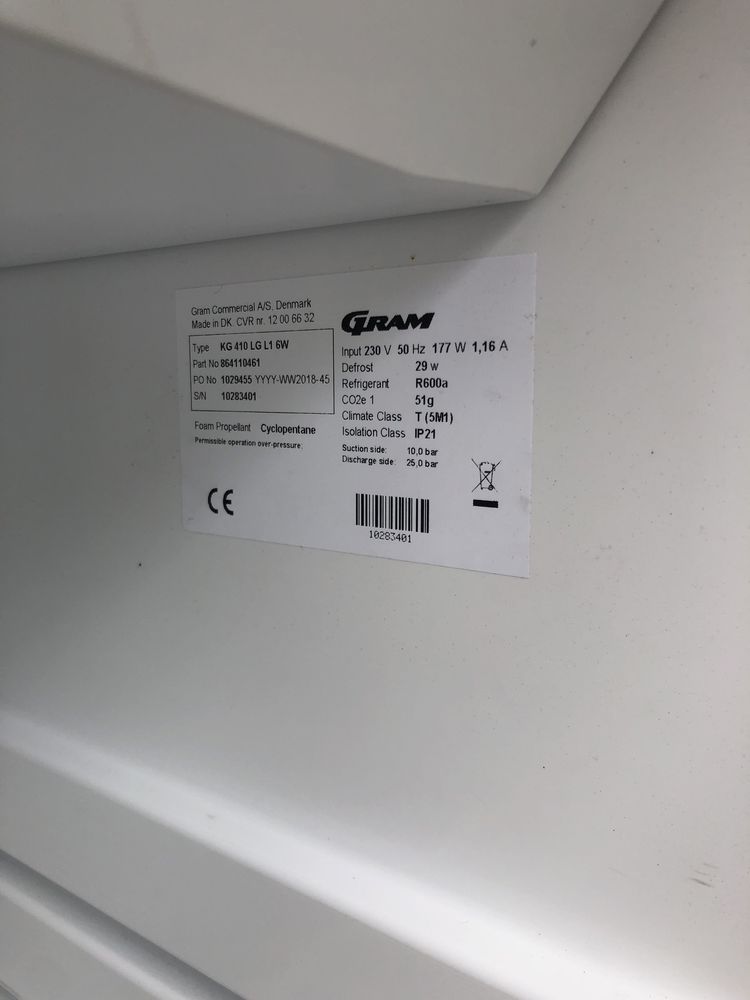 Gram Commercial A/S. Denmark
Made in DK. CVR nr. 12 00 66 32
Type KG 410 LG L1 6W
Part No 864110461
PO No 1029455 YYYY-WW2018-45
S/N 10283401
Foam Propellant Cyclopentane
Permissible operation over-pressure:
CE
GRAM
Input 230 V 50 Hz 177 W 1,16 A
Defrost 29 w
Refrigerant R600a
CO2e 1 51g
Climate Class T (5M1)
Isolation Class IP21
Suction side: 10,0 bar
Discharge side: 25,0 bar
10283401